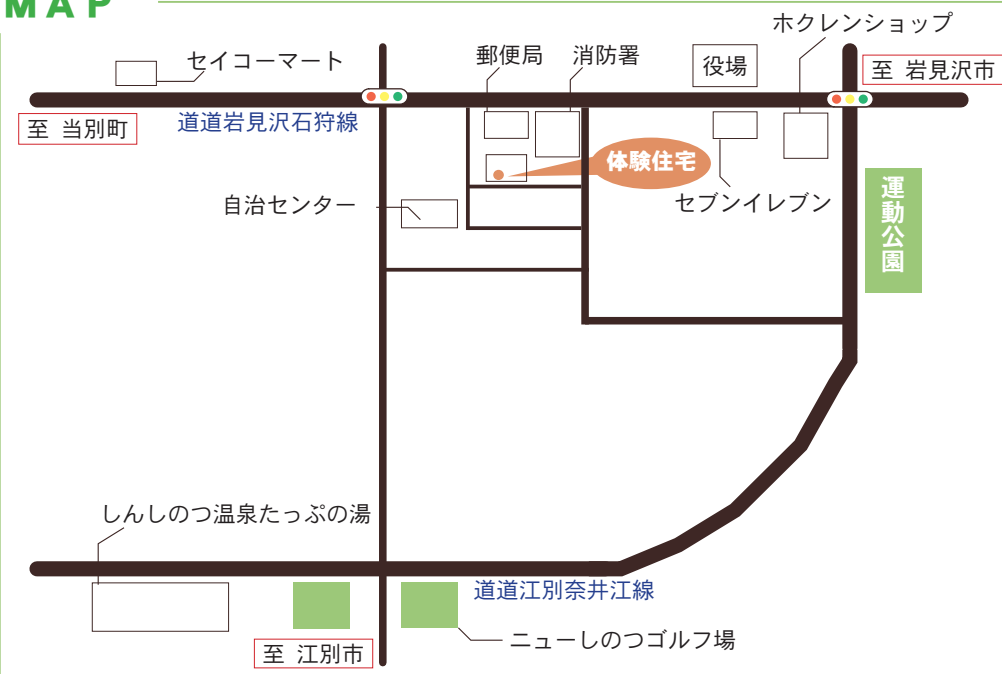 MAP
ホクレンショップ
セイコーマート
郵便局
消防署
役場
至 岩見沢市
至 当別町
道道岩見沢石狩線
体験住宅
運動公園
自治センター
セブンイレブン
しんしのつ温泉たっぷの湯
道道江別奈井江線
ニューしのつゴルフ場
至 江別市